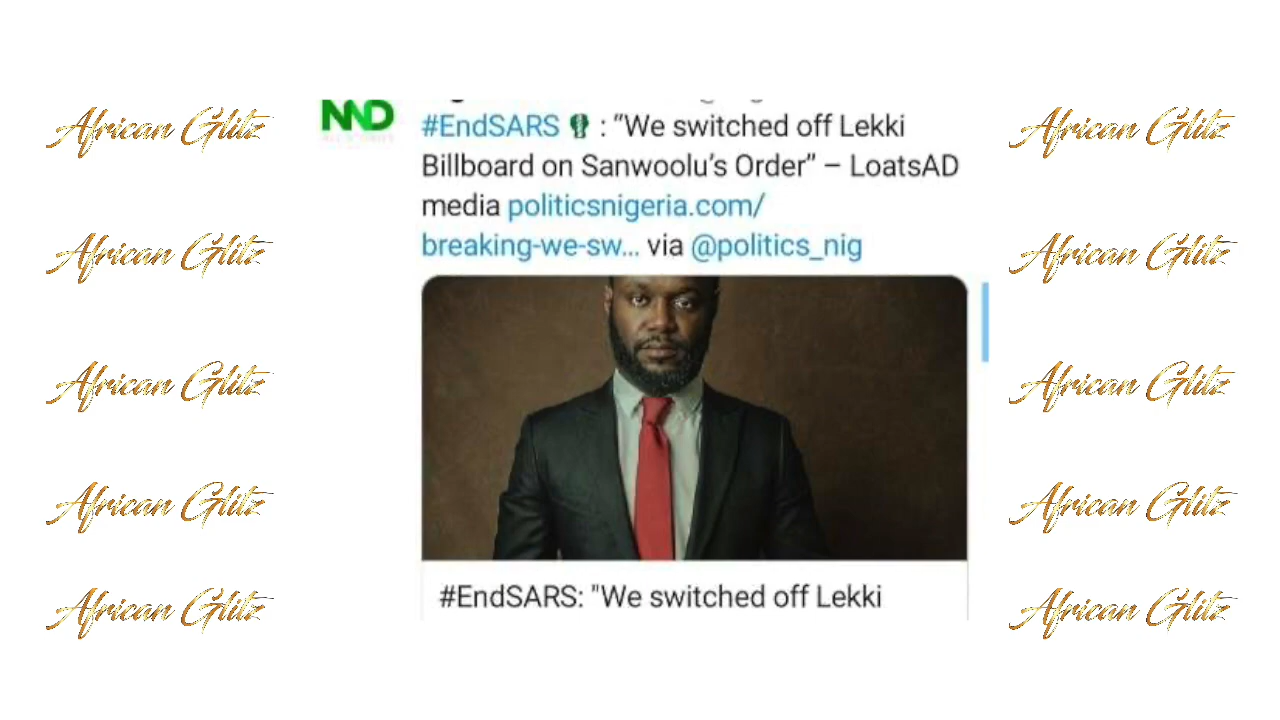 African Glitz
African Glitz
African Glitz
African Glitz
African Glitz
NND
#EndSARS : “We switched off Lekki
Billboard on Sanwoolu’s Order” – LoatsAD
media politicsnigeria.com/
breaking-we-sw... via @politics_nig
#EndSARS: "We switched off Lekki
African Glitz
African Glitz
African Glitz
African Glitz
African Glitz